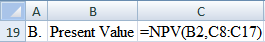 A B C
19 B. Present Value =NPV(B2,C8:C17)